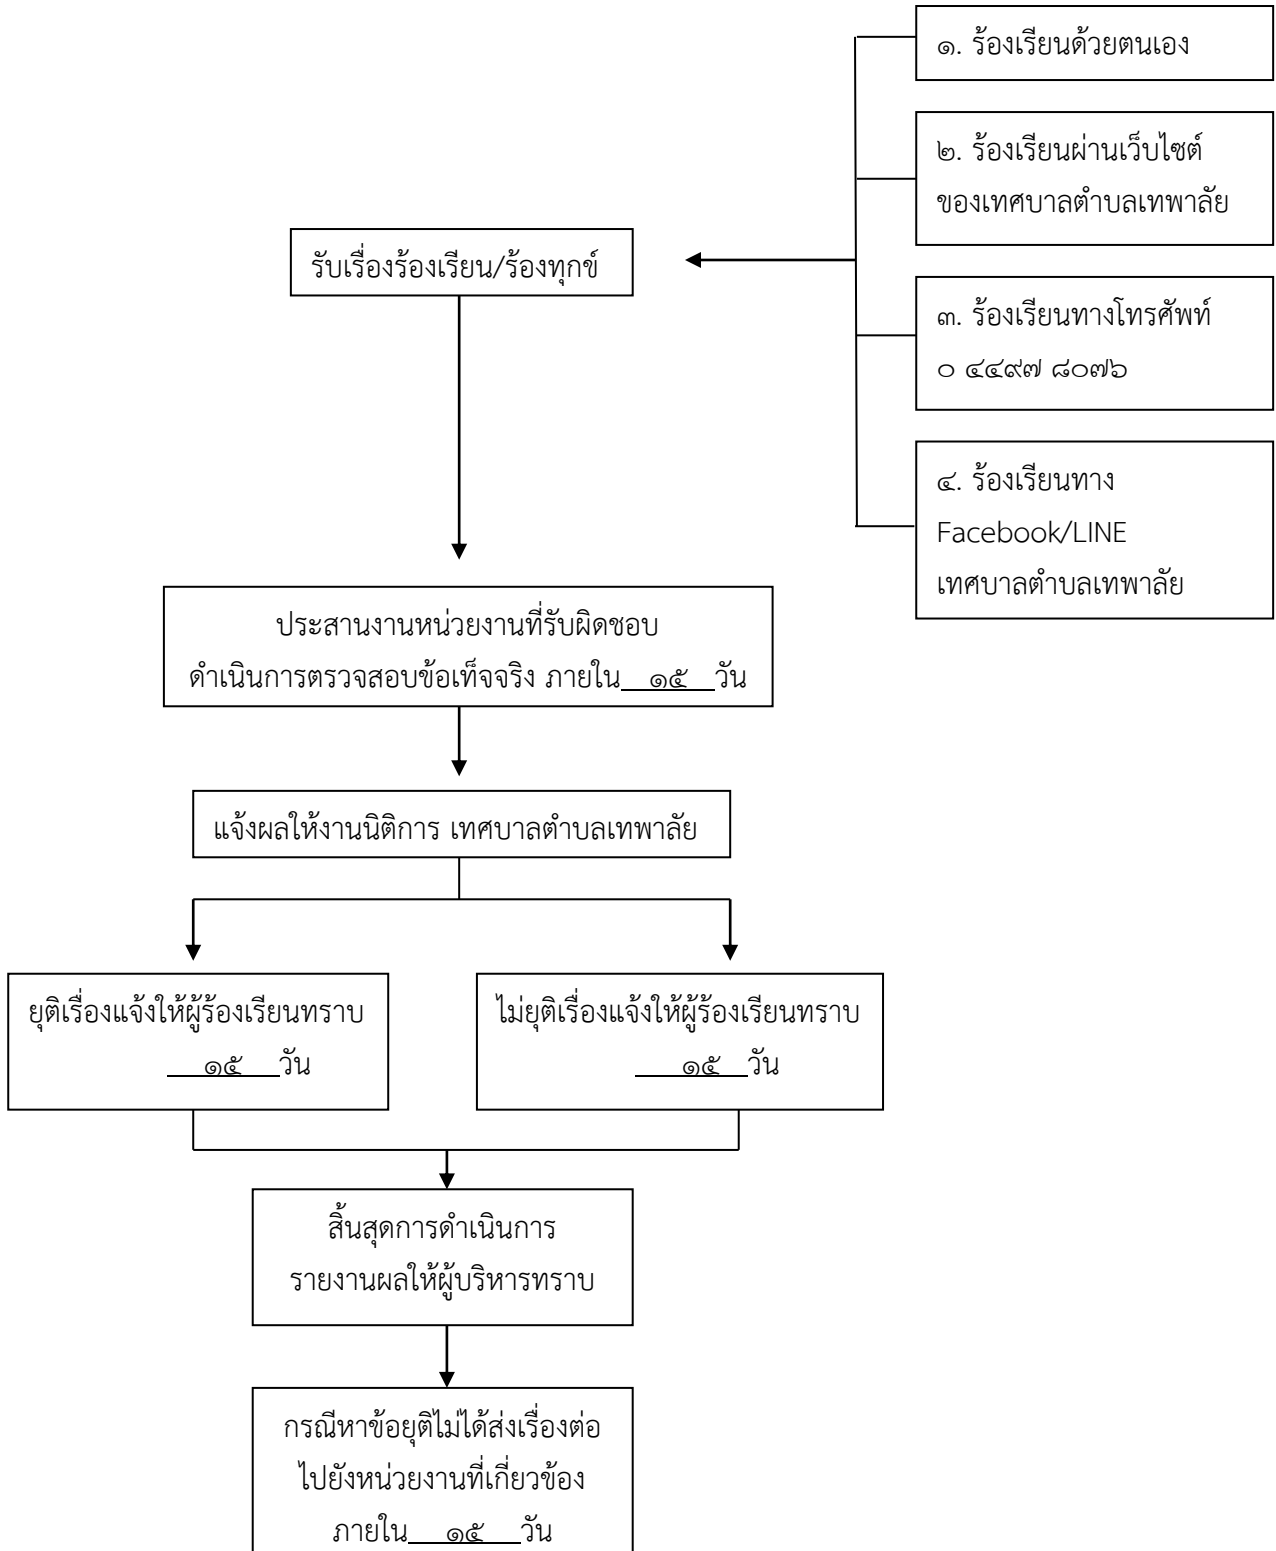 ๑. ร้องเรียนด้วยตนเอง
๒. ร้องเรียนผ่านเว็บไซต์
ของเทศบาลตำบลเทพาลัย
รับเรื่องร้องเรียน/ร้องทุกข์
๓. ร้องเรียนทางโทรศัพท์
๐ ๔๔๙๗ ๘๐๗๖
๔. ร้องเรียนทาง
Facebook/LINE
เทศบาลตำบลเทพาลัย
ประสานงานหน่วยงานที่รับผิดชอบ
ดำเนินการตรวจสอบข้อเท็จจริง ภายใน ๑๕ วัน
แจ้งผลให้งานนิติการ เทศบาลตำบลเทพาลัย
ยุติเรื่องแจ้งให้ผู้ร้องเรียนทราบ
๑๕ วัน
ไม่ยุติเรื่องแจ้งให้ผู้ร้องเรียนทราบ
๑๕ วัน
สิ้นสุดการดำเนินการ
รายงานผลให้ผู้บริหารทราบ
กรณีหาข้อยุติไม่ได้ส่งเรื่องต่อ
ไปยังหน่วยงานที่เกี่ยวข้อง
ภายใน ๑๕ วัน